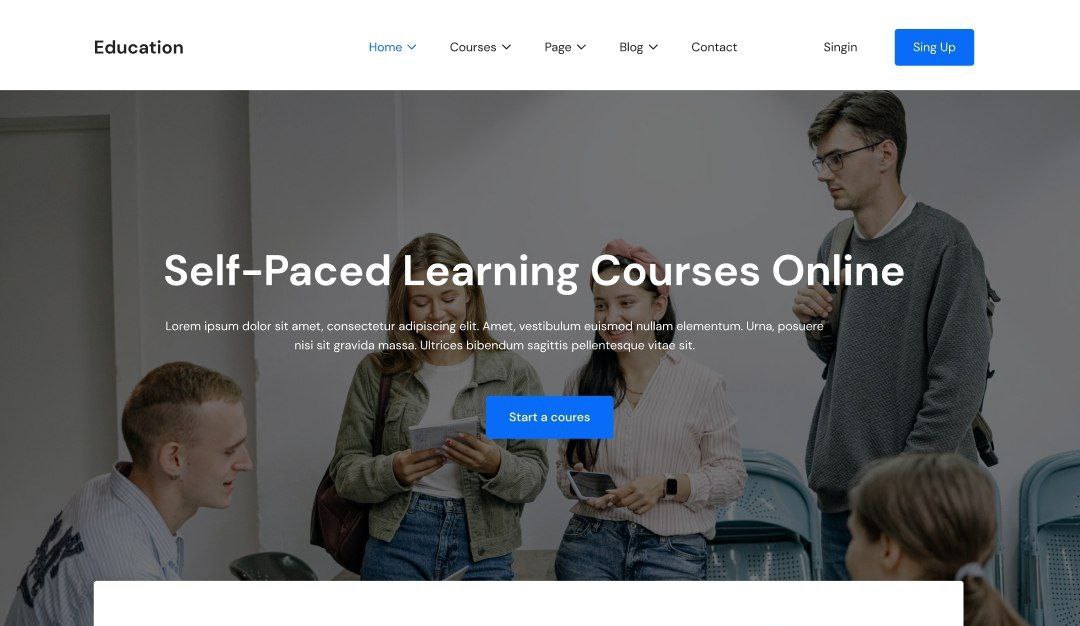 Education
Home
Courses
Page
Blog
Contact
Singin
Sing Up
Self-Paced Learning Courses Online
Lorem ipsum dolor sit amet, consectetur adipiscing elit. Amet, vestibulum euismod nullam elementum. Urna, posuere
nisi sit gravida massa. Ultrices bibendum sagittis pellentesque vitae sit.
Start a coures